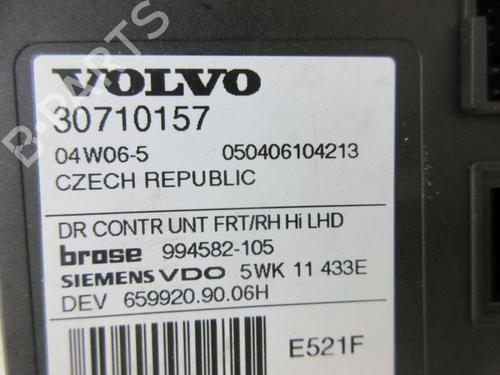 VOLVO
30710157
04W06-5 050406104213
CZECH REPUBLIC
DR CONTR UNT FRT/RH Hi LHD
brose 994582-105
SIEMENS VDO 5WK 11 433E
DEV 659920.90.06H
E521F
B-PARTS